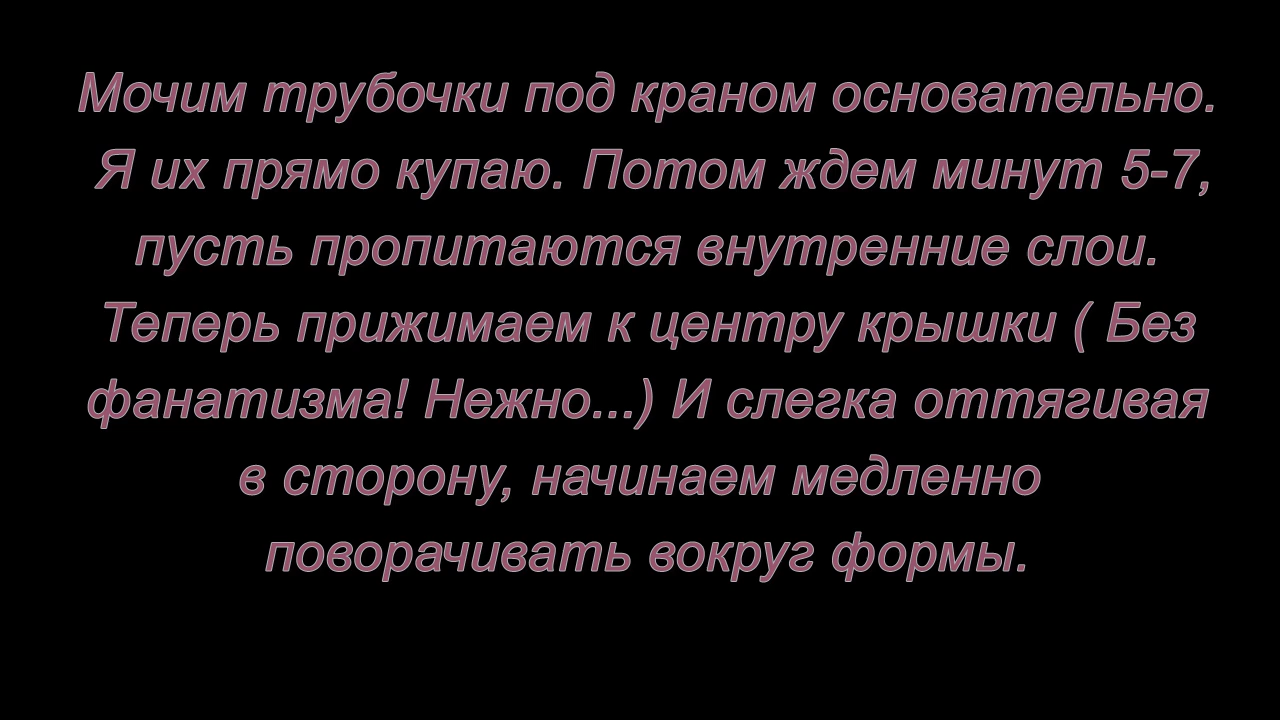 Мочим трубочки под краном основательно.
Я их прямо купаю. Потом ждем минут 5-7,
пусть пропитаются внутренние слои.
Теперь прижимаем к центру крышки ( Без
фанатизма! Нежно...) И слегка оттягивая
в сторону, начинаем медленно
поворачивать вокруг формы.